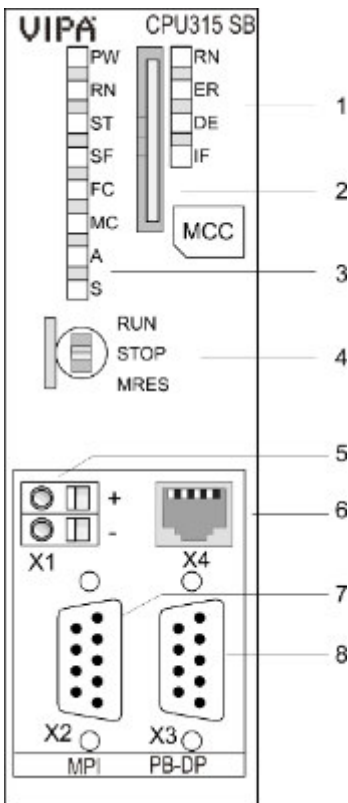 VIPA CPU315 SB
PW RN
RN ER
ST DE
SF IF
FC
MC
A
S
MCC
1
2
3
RUN
STOP
MRES
4
5
6
+
-
X1 X4
7
8
X2 X3
MPI PB-DP